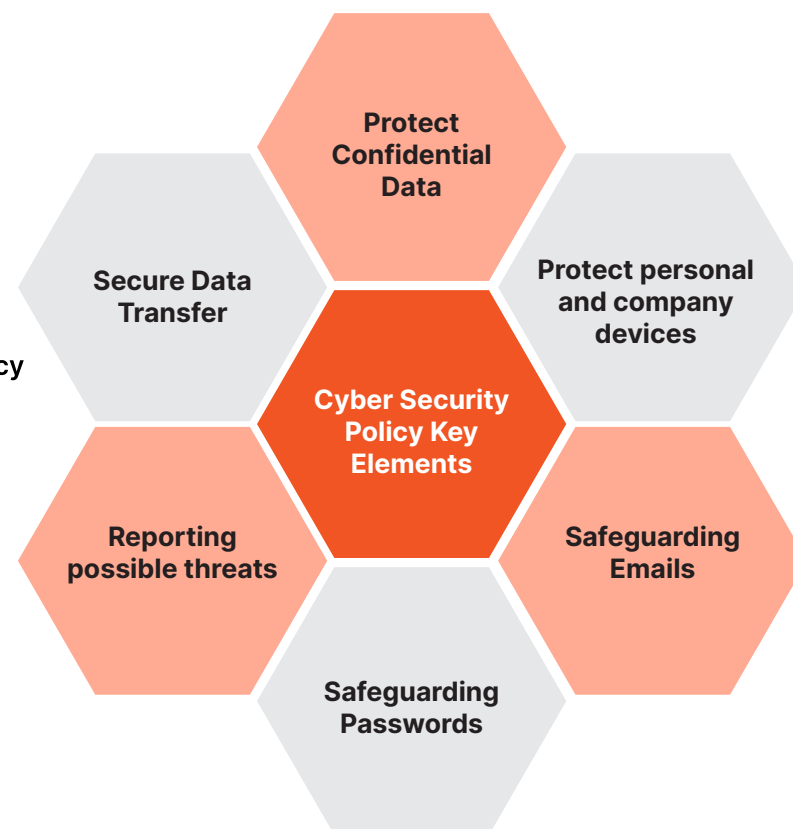 Protect
Confidential
Data
Protect personal
and company
devices
Secure Data
Transfer
cy
Cyber Security
Policy Key
Elements
Reporting
possible threats
Safeguarding
Emails
Safeguarding
Passwords